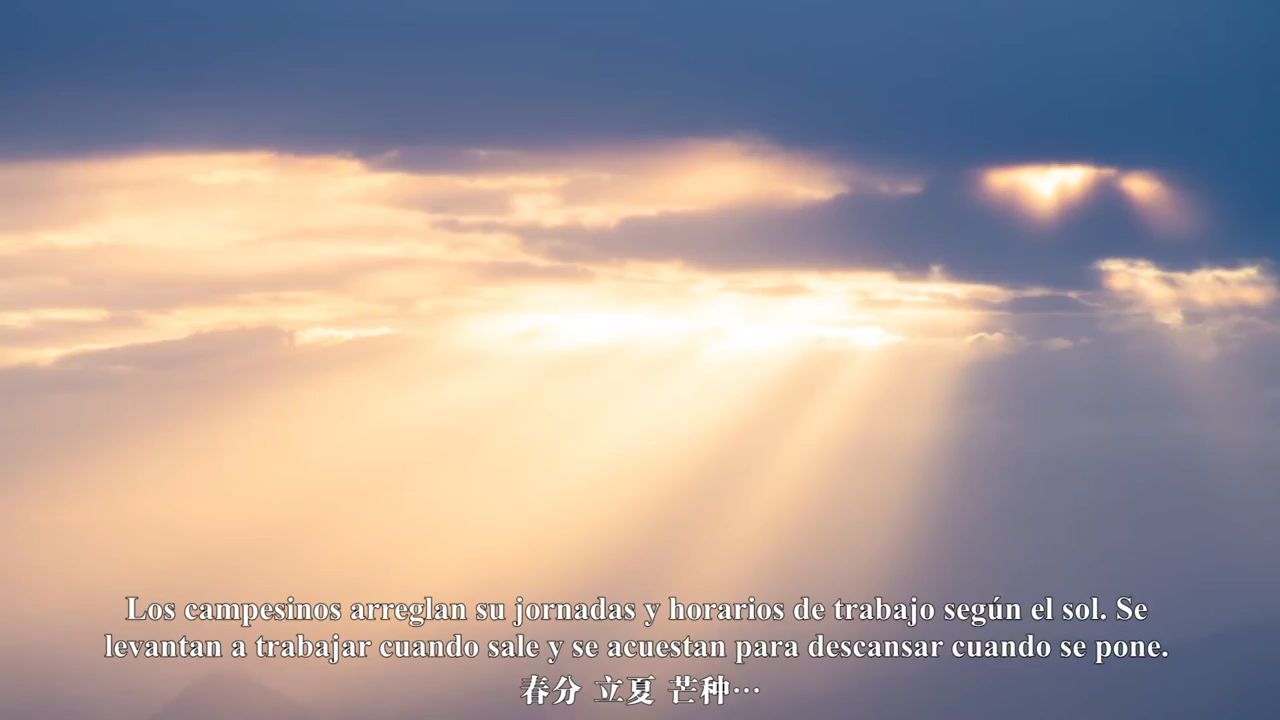 Los campesinos arreglan su jornadas y horarios de trabajo según el sol. Se
levantan a trabajar cuando sale y se acuestan para descansar cuando se pone.
春分 立夏 芒种…